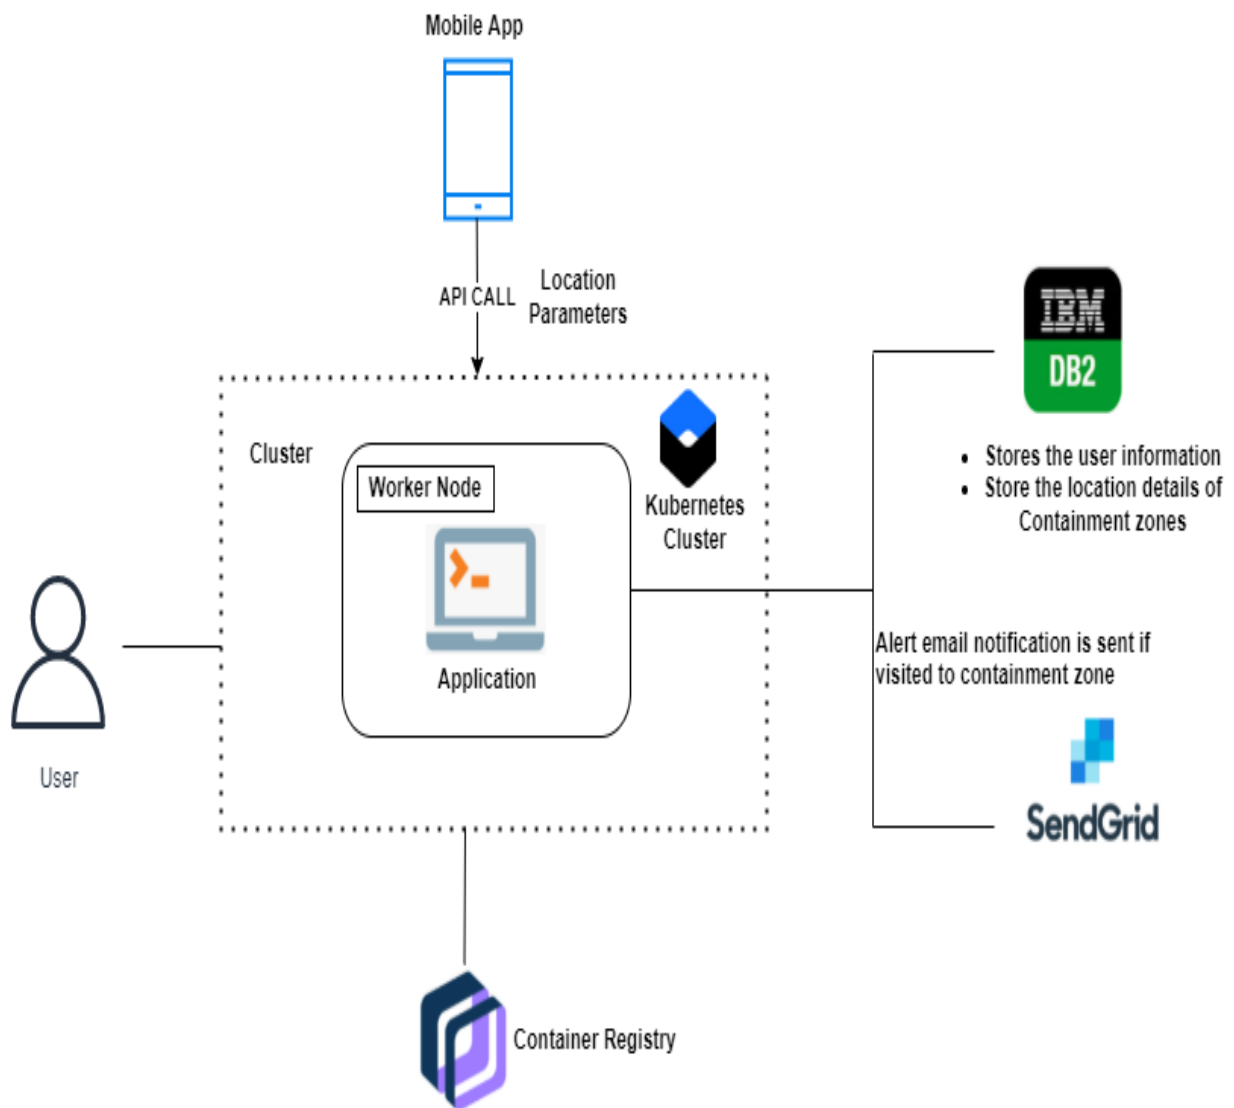 Mobile App
API CALL
Location
Parameters
IBM
DB2
Cluster
Worker Node
Kubernetes
Cluster
• Stores the user information
• Store the location details of
Containment zones
Application
Alert email notification is sent if
visited to containment zone
User
SendGrid
Container Registry